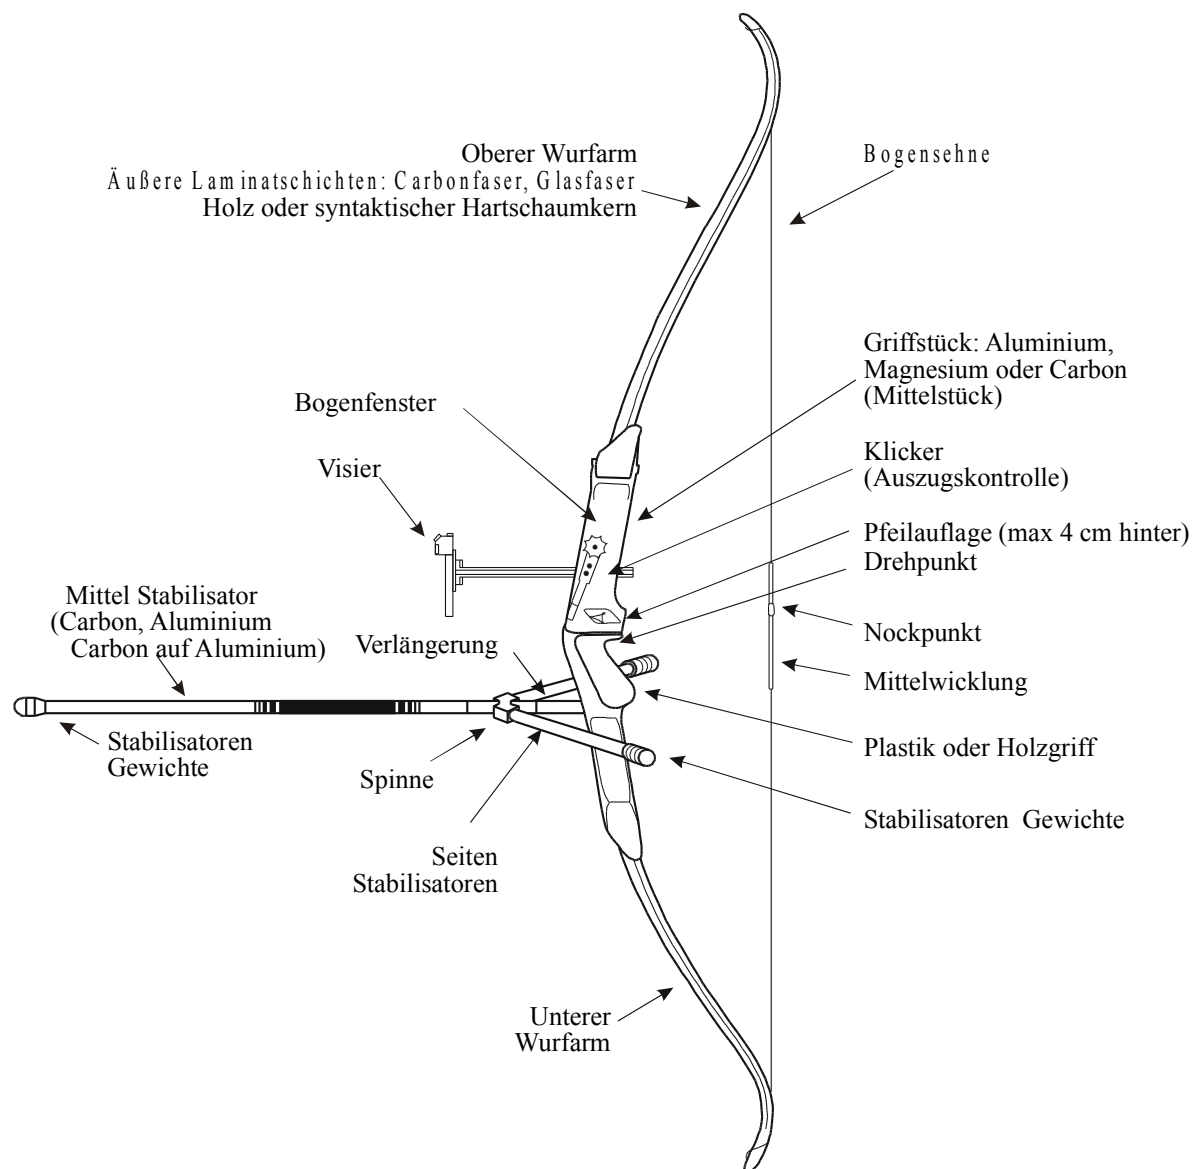 Oberer Wurfarm
Äußere Laminatschichten: Carbonfaser, Glasfaser
Holz oder syntaktischer Hartschaumkern
Bogensehne
Griffstück: Aluminium,
Magnesium oder Carbon
(Mittelstück)
Bogenfenster
Klicker
(Auszugskontrolle)
Visier
Pfeilauflage (max 4 cm hinter)
Drehpunkt
Mittel Stabilisator
(Carbon, Aluminium
Carbon auf Aluminium)
Verlängerung
Nockpunkt
Mittelwicklung
Stabilisatoren
Gewichte
Spinne
Plastik oder Holzgriff
Stabilisatoren Gewichte
Seiten
Stabilisatoren
Unterer
Wurfarm